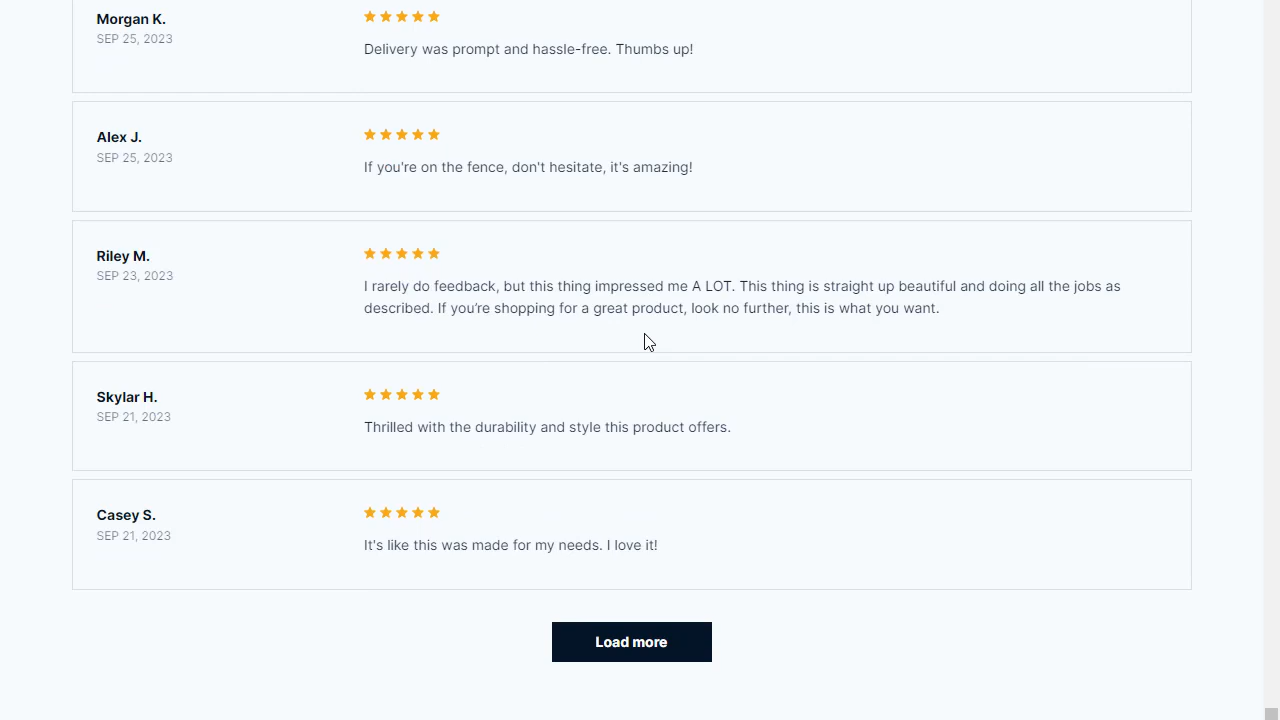 Morgan K.
SEP 25, 2023
Delivery was prompt and hassle-free. Thumbs up!
Alex J.
SEP 25, 2023
If you're on the fence, don't hesitate, it's amazing!
Riley M.
SEP 23, 2023
I rarely do feedback, but this thing impressed me A LOT. This thing is straight up beautiful and doing all the jobs as
described. If you’re shopping for a great product, look no further, this is what you want.
Skylar H.
SEP 21, 2023
Thrilled with the durability and style this product offers.
Casey S.
SEP 21, 2023
It's like this was made for my needs. I love it!
Load more